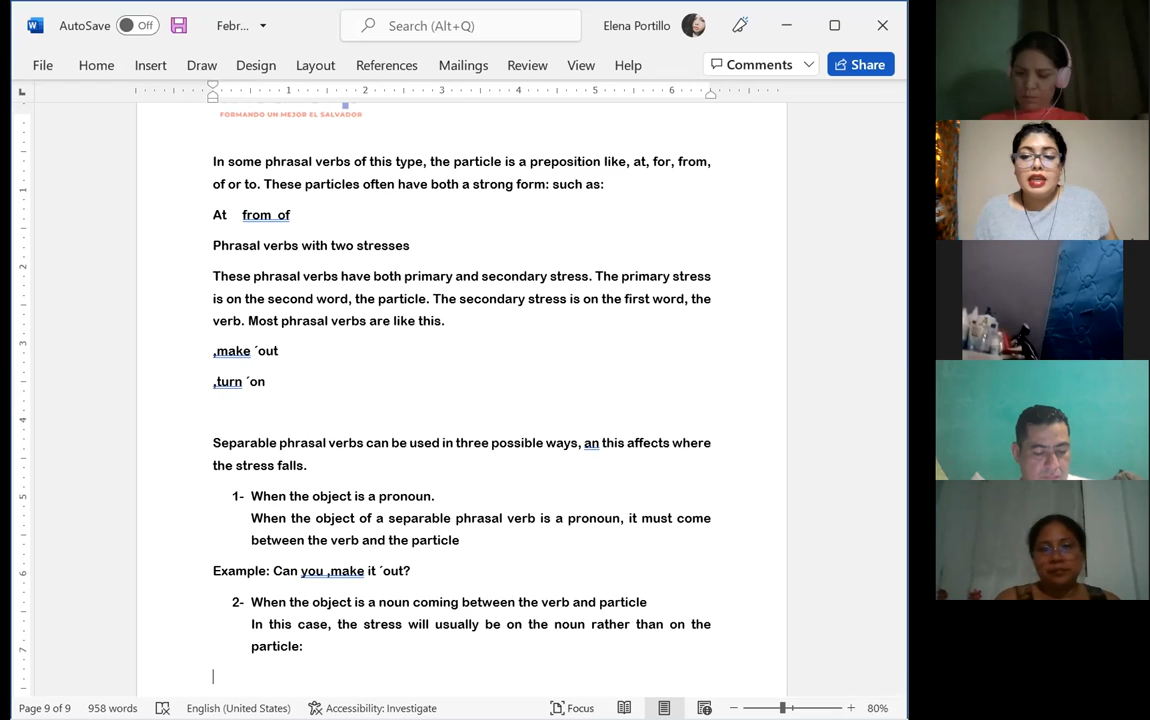 AutoSave Off Febr... Search (Alt+Q) Elena Portillo
File Home Insert Draw Design Layout References Mailings Review View Help Comments Share
1 2 3 4 5 6
FORMANDO UN MEJOR EL SALVADOR
In some phrasal verbs of this type, the particle is a preposition like, at, for, from,
of or to. These particles often have both a strong form: such as:
At from of
Phrasal verbs with two stresses
These phrasal verbs have both primary and secondary stress. The primary stress
is on the second word, the particle. The secondary stress is on the first word, the
verb. Most phrasal verbs are like this.
,make ´out
,turn ´on
Separable phrasal verbs can be used in three possible ways, an this affects where
the stress falls.
1- When the object is a pronoun.
When the object of a separable phrasal verb is a pronoun, it must come
between the verb and the particle
Example: Can you ,make it ´out?
2- When the object is a noun coming between the verb and particle
In this case, the stress will usually be on the noun rather than on the
particle:
Page 9 of 9 958 words English (United States) Accessibility: Investigate Focus 80%